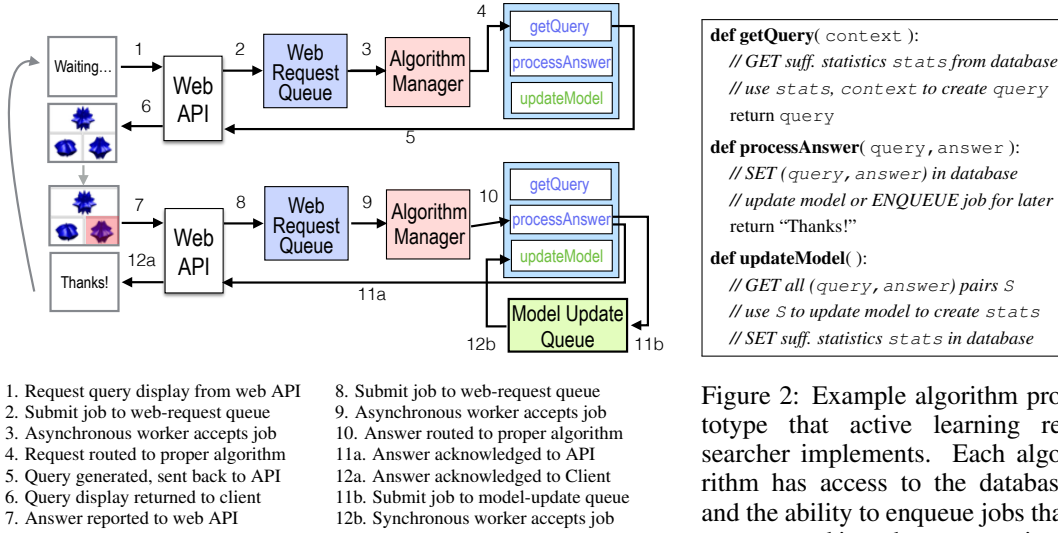 1
2
3
4
Waiting...
Web
API
Web
Request
Queue
Algorithm
Manager
getQuery
processAnswer
updateModel
6
5
7
8
9
10
Web
API
Web
Request
Queue
Algorithm
Manager
getQuery
processAnswer
updateModel
12a
Thanks!
11a
Model Update
Queue
12b
11b
1. Request query display from web API
2. Submit job to web-request queue
3. Asynchronous worker accepts job
4. Request routed to proper algorithm
5. Query generated, sent back to API
6. Query display returned to client
7. Answer reported to web API
8. Submit job to web-request queue
9. Asynchronous worker accepts job
10. Answer routed to proper algorithm
11a. Answer acknowledged to API
12a. Answer acknowledged to Client
11b. Submit job to model-update queue
12b. Synchronous worker accepts job
def getQuery( context ):
// GET suff. statistics stats from database
// use stats, context to create query
return query
def processAnswer( query,answer ):
// SET (query,answer) in database
// update model or ENQUEUE job for later
return “Thanks!”
def updateModel( ):
// GET all (query,answer) pairs S
// use S to update model to create stats
// SET suff. statistics stats in database
Figure 2: Example algorithm pro
totype that active learning re
searcher implements. Each algo
rithm has access to the databas
and the ability to enqueue jobs tha